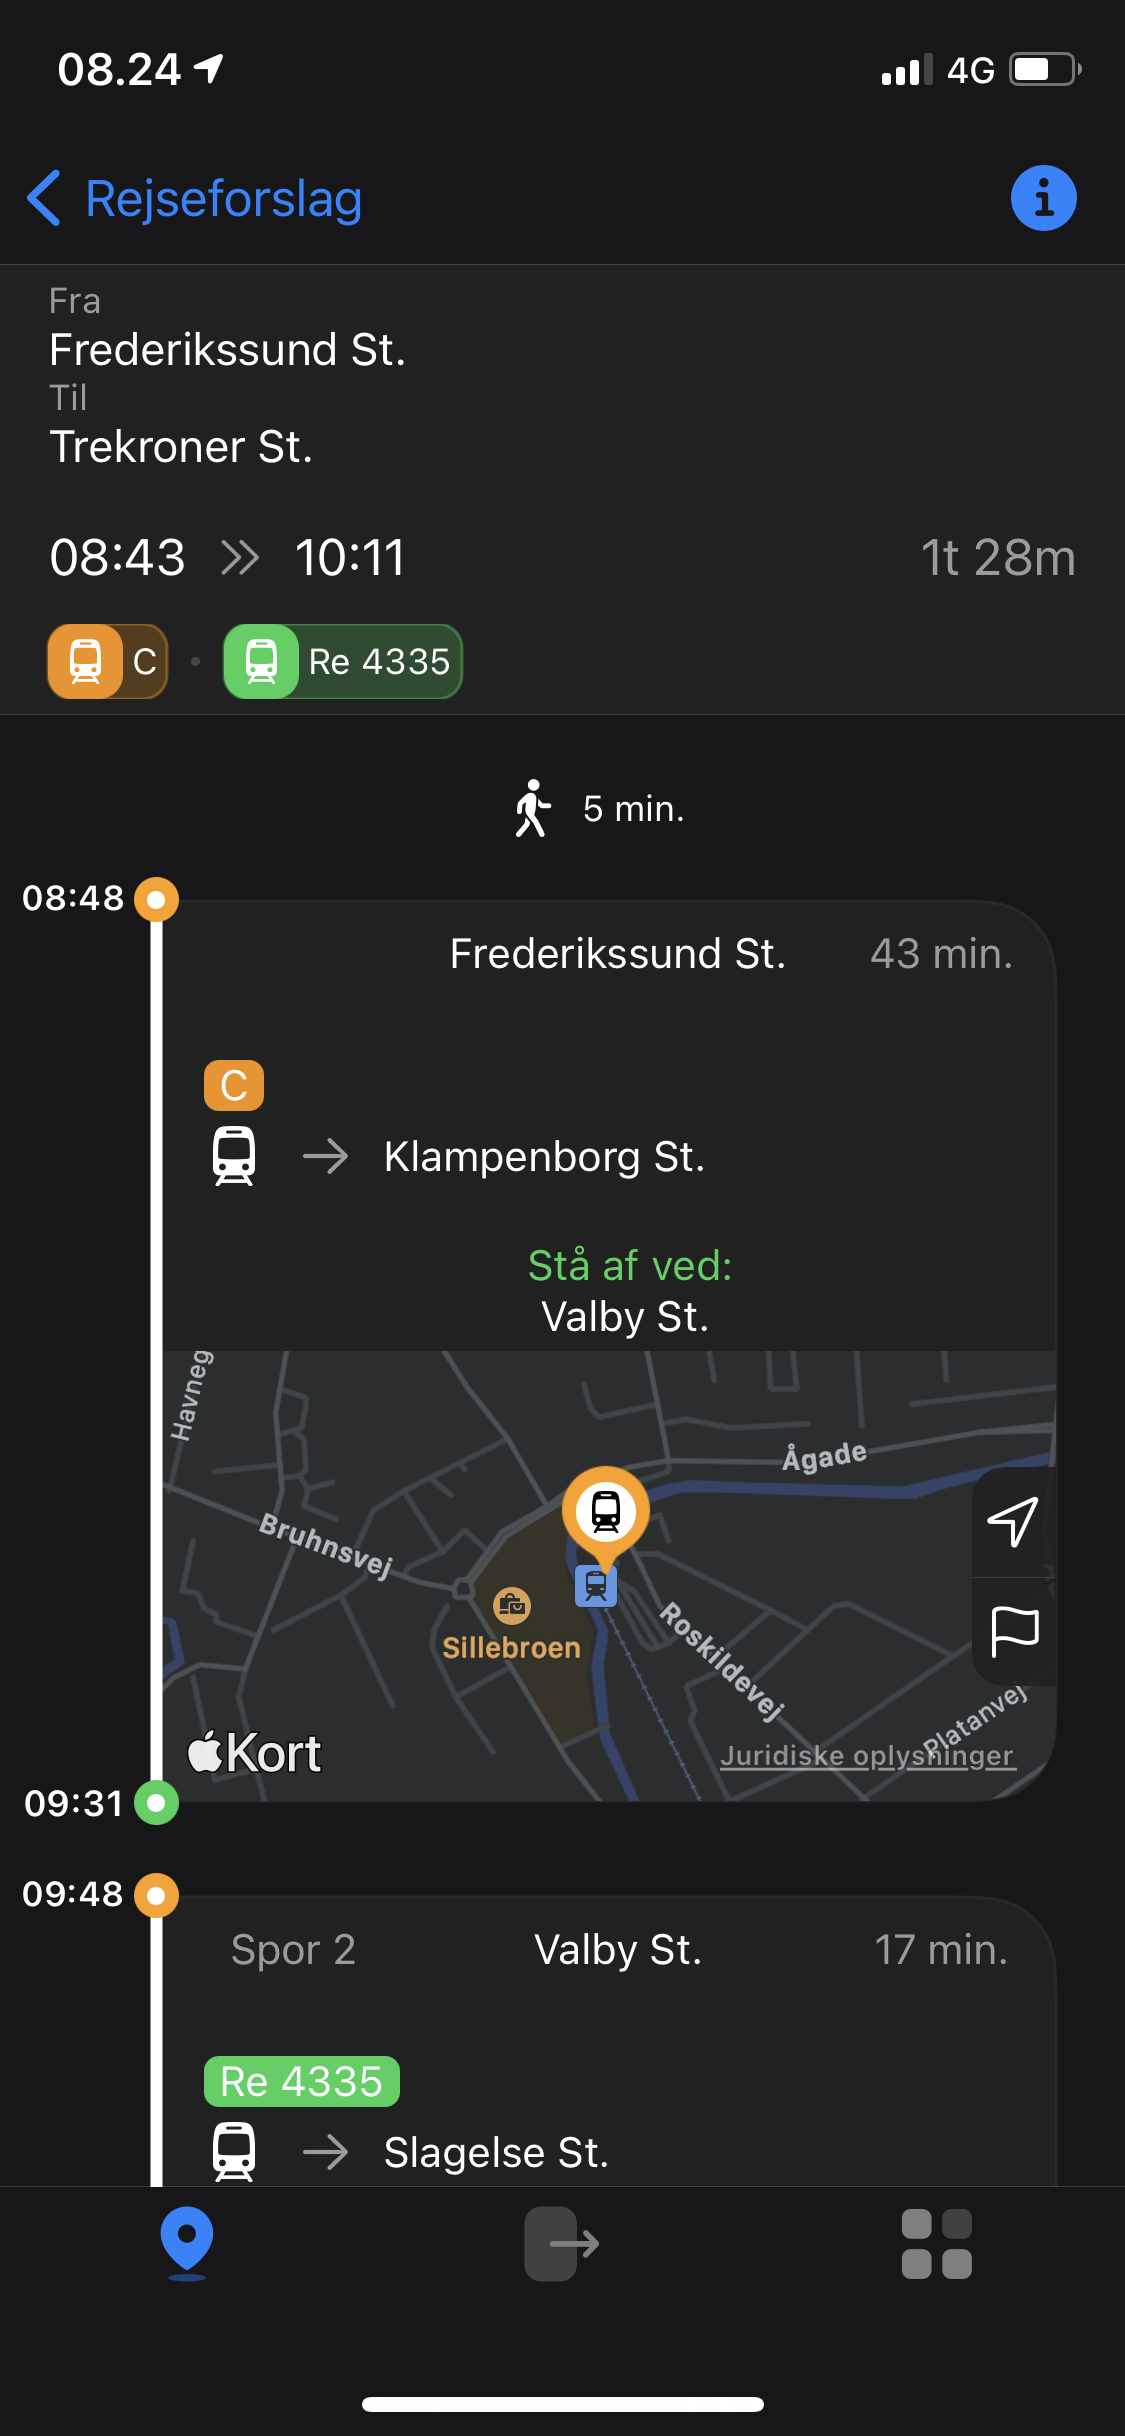 08.24
4G
Rejseforslag
Fra
Frederikssund St.
Til
Trekroner St.
08:43 10:11 1t 28m
C Re 4335
5 min.
08:48
Frederikssund St. 43 min.
C
Klampenborg St.
Stå af ved:
Valby St.
Havneg
Ågade
Bruhnsvej
Sillebroen
Roskildevej
Platanvej
Kort
Juridiske oplysninger
09:31
09:48
Spor 2 Valby St. 17 min.
Re 4335
Slagelse St.